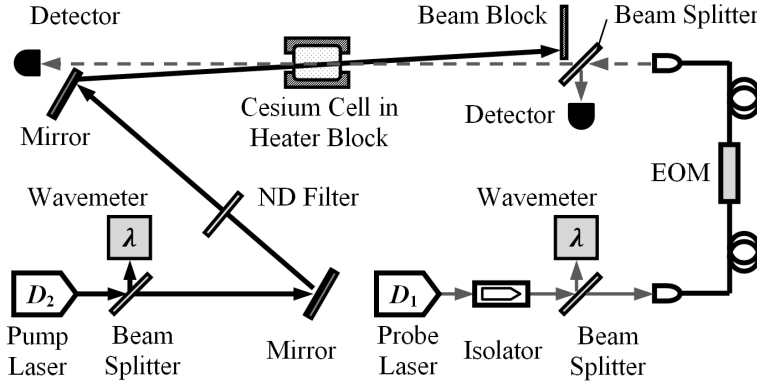 Detector
Beam Block
Beam Splitter
Mirror
Cesium Cell in
Heater Block
Detector
EOM
Wavemeter
λ
ND Filter
Wavemeter
λ
D2
Pump
Laser
Beam
Splitter
Mirror
D1
Probe
Laser
Isolator
Beam
Splitter